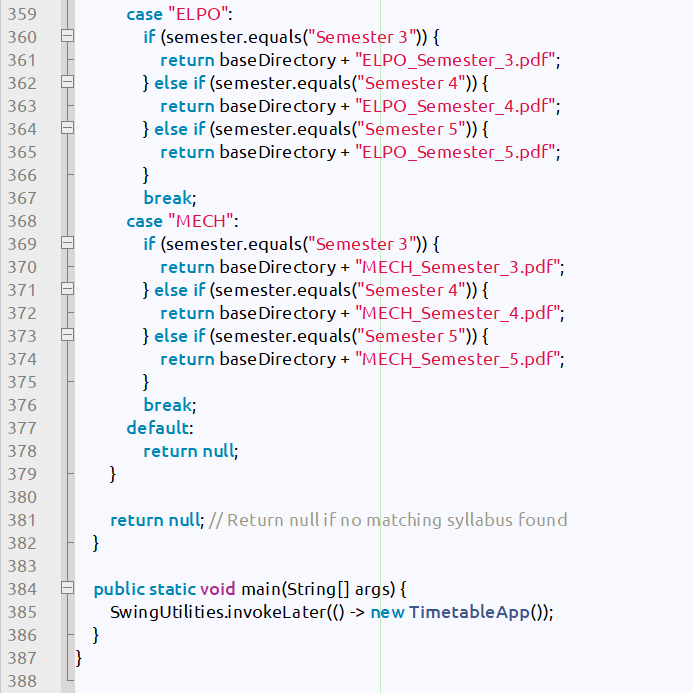 359 case "ELPO":
360 if (semester.equals("Semester 3")) {
361 return baseDirectory + "ELPO_Semester_3.pdf";
362 } else if (semester.equals("Semester 4")) {
363 return baseDirectory + "ELPO_Semester_4.pdf";
364 } else if (semester.equals("Semester 5")) {
365 return baseDirectory + "ELPO_Semester_5.pdf";
366 }
367 break;
368 case "MECH":
369 if (semester.equals("Semester 3")) {
370 return baseDirectory + "MECH_Semester_3.pdf";
371 } else if (semester.equals("Semester 4")) {
372 return baseDirectory + "MECH_Semester_4.pdf";
373 } else if (semester.equals("Semester 5")) {
374 return baseDirectory + "MECH_Semester_5.pdf";
375 }
376 break;
377 default:
378 return null;
379 }
380
381 return null; // Return null if no matching syllabus found
382 }
383
384 public static void main(String[] args) {
385 SwingUtilities.invokeLater(() -> new TimetableApp());
386 }
387 }
388